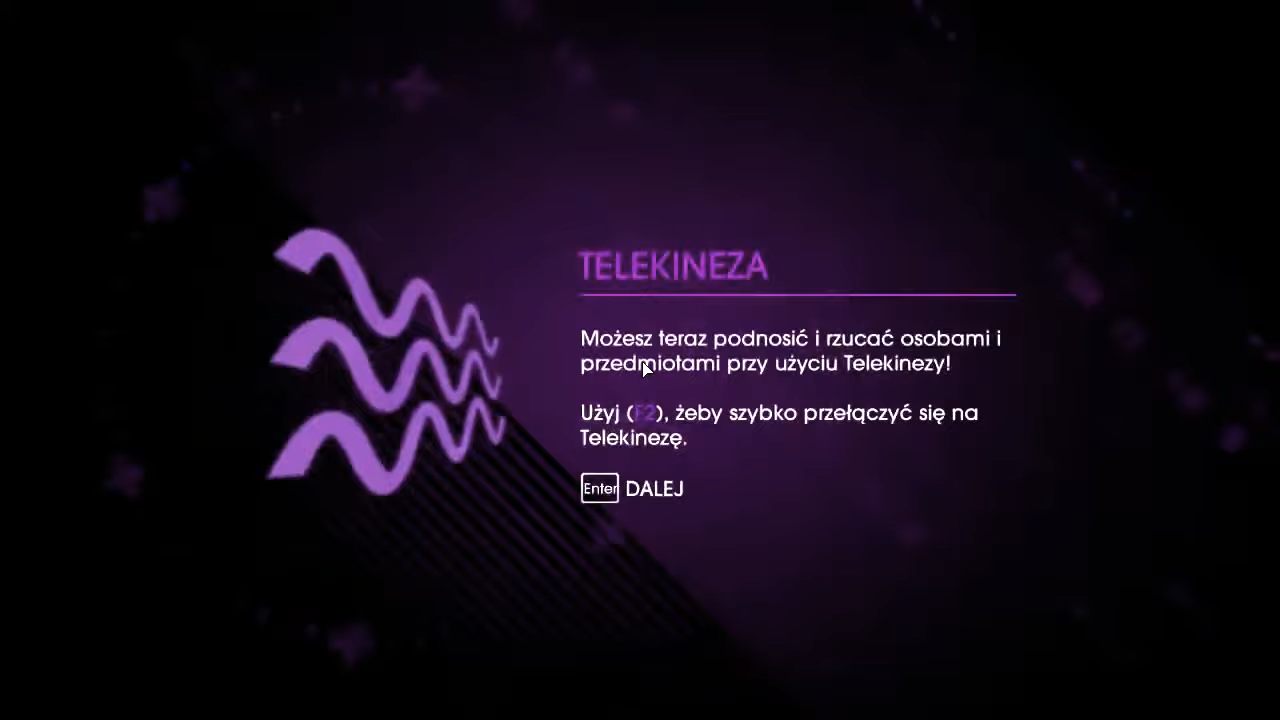 TELEKINEZA
Możesz teraz podnosić i rzucać osobami i
przedmiotami przy użyciu Telekinezy!
Użyj (F2), żeby szybko przełączyć się na
Telekinezę.
Enter DALEJ